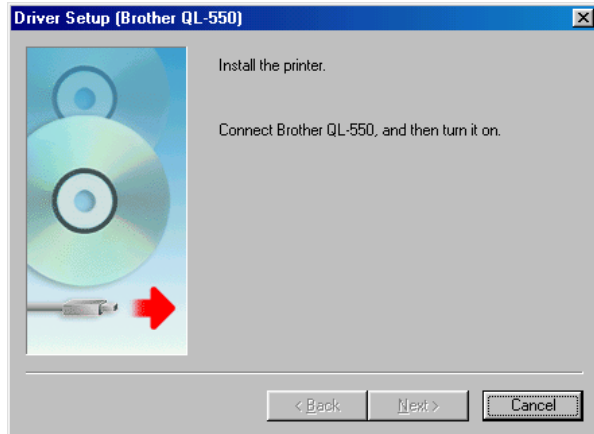 Driver Setup (Brother QL-550)
Install the printer.
Connect Brother QL-550, and then turn it on.
< Back
Next >
Cancel